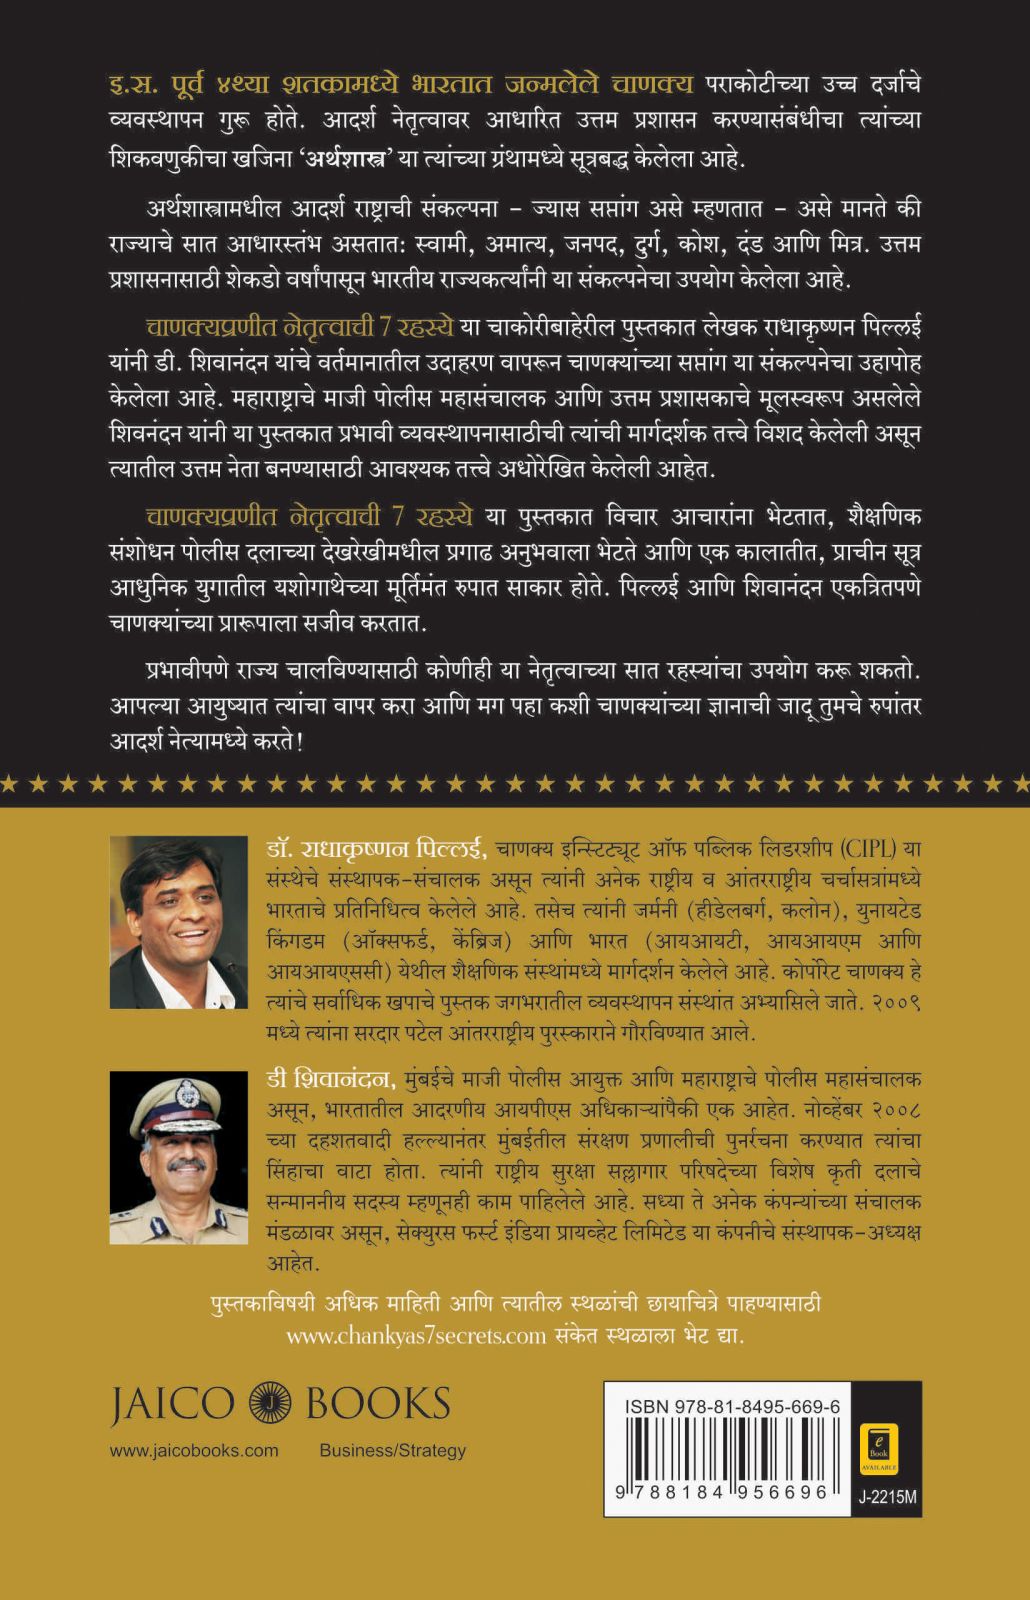 इ.स. पूर्व ४थ्या शतकामध्ये भारतात जन्मलेले चाणक्य पराकोटीच्या उच्च दर्जाचे
व्यवस्थापन गुरू होते. आदर्श नेतृत्वावर आधारित उत्तम प्रशासन करण्यासंबंधीचा त्यांच्या
शिकवणुकीचा खजिना ‘अर्थशास्त्र’ या त्यांच्या ग्रंथामध्ये सूत्रबद्ध केलेला आहे.
अर्थशास्त्रामधील आदर्श राष्ट्राची संकल्पना – ज्यास सप्तांग असे म्हणतात – असे मानते की
राज्याचे सात आधारस्तंभ असतात: स्वामी, अमात्य, जनपद, दुर्ग, कोश, दंड आणि मित्र. उत्तम
प्रशासनासाठी शेकडो वर्षांपासून भारतीय राज्यकर्त्यांनी या संकल्पनेचा उपयोग केलेला आहे.
चाणक्यप्रणीत नेतृत्वाची 7 रहस्ये या चाकोरीबाहेरील पुस्तकात लेखक राधाकृष्णन पिल्लई
यांनी डी. शिवानंदन यांचे वर्तमानातील उदाहरण वापरून चाणक्यांच्या सप्तांग या संकल्पनेचा उहापोह
केलेला आहे. महाराष्ट्राचे माजी पोलीस महासंचालक आणि उत्तम प्रशासकाचे मूलस्वरूप असलेले
शिवनंदन यांनी या पुस्तकात प्रभावी व्यवस्थापनासाठीची त्यांची मार्गदर्शक तत्त्वे विशद केलेली असून
त्यातील उत्तम नेता बनण्यासाठी आवश्यक तत्त्वे अधोरेखित केलेली आहेत.
चाणक्यप्रणीत नेतृत्वाची 7 रहस्ये या पुस्तकात विचार आचारांना भेटतात, शैक्षणिक
संशोधन पोलीस दलाच्या देखरेखीमधील प्रगाढ अनुभवाला भेटते आणि एक कालातीत, प्राचीन सूत्र
आधुनिक युगातील यशोगाथेच्या मूर्तिमंत रुपात साकार होते. पिल्लई आणि शिवानंदन एकत्रितपणे
चाणक्यांच्या प्रारूपाला सजीव करतात.
प्रभावीपणे राज्य चालविण्यासाठी कोणीही या नेतृत्वाच्या सात रहस्यांचा उपयोग करू शकतो.
आपल्या आयुष्यात त्यांचा वापर करा आणि मग पहा कशी चाणक्यांच्या ज्ञानाची जादू तुमचे रुपांतर
आदर्श नेत्यामध्ये करते!
डॉ. राधाकृष्णन पिल्लई, चाणक्य इन्स्टिट्यूट ऑफ पब्लिक लिडरशीप (CIPL) या
संस्थेचे संस्थापक-संचालक असून त्यांनी अनेक राष्ट्रीय व आंतरराष्ट्रीय चर्चासत्रांमध्ये
भारताचे प्रतिनिधित्व केलेले आहे. तसेच त्यांनी जर्मनी (हीडेलबर्ग, कलोन), युनायटेड
किंगडम (ऑक्सफर्ड, केंब्रिज) आणि भारत (आयआयटी, आयआयएम आणि
आयआयएससी) येथील शैक्षणिक संस्थांमध्ये मार्गदर्शन केलेले आहे. कोर्पोरेट चाणक्य हे
त्यांचे सर्वाधिक खपाचे पुस्तक जगभरातील व्यवस्थापन संस्थांत अभ्यासिले जाते. २००९
मध्ये त्यांना सरदार पटेल आंतरराष्ट्रीय पुरस्काराने गौरविण्यात आले.
डी शिवानंदन, मुंबईचे माजी पोलीस आयुक्त आणि महाराष्ट्राचे पोलीस महासंचालक
असून, भारतातील आदरणीय आयपीएस अधिकाऱ्यांपैकी एक आहेत. नोव्हेंबर २००८
च्या दहशतवादी हल्ल्यानंतर मुंबईतील संरक्षण प्रणालीची पुनर्रचना करण्यात त्यांचा
सिंहाचा वाटा होता. त्यांनी राष्ट्रीय सुरक्षा सल्लागार परिषदेच्या विशेष कृती दलाचे
सन्माननीय सदस्य म्हणूनही काम पाहिलेले आहे. सध्या ते अनेक कंपन्यांच्या संचालक
मंडळावर असून, सेक्युरस फर्स्ट इंडिया प्रायव्हेट लिमिटेड या कंपनीचे संस्थापक-अध्यक्ष
आहेत.
पुस्तकाविषयी अधिक माहिती आणि त्यातील स्थळांची छायाचित्रे पाहण्यासाठी
www.chankyas7secrets.com संकेत स्थळाला भेट द्या.
JAICO J BOOKS
www.jaicobooks.com Business/Strategy
ISBN 978-81-8495-669-6
9 788184 956696
e
Book
AVAILABLE
J-2215M